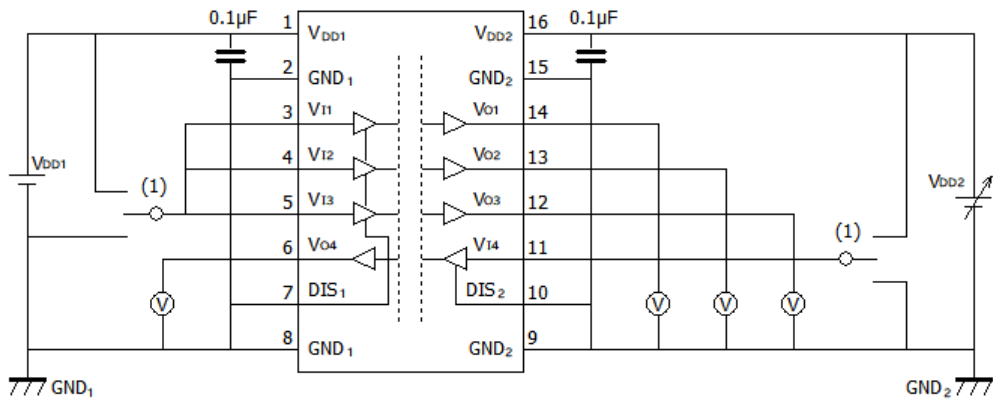 0.1µF
1
VDD1
VDD2
16
0.1µF
2
GND1
GND2
15
3
VI1
VO1
14
4
VI2
VO2
13
VDD1
(1)
5
VI3
VO3
12
VDD2
6
VO4
VI4
11
(1)
V
7
DIS1
DIS2
10
V
V
V
8
GND1
GND2
9
GND1
GND2